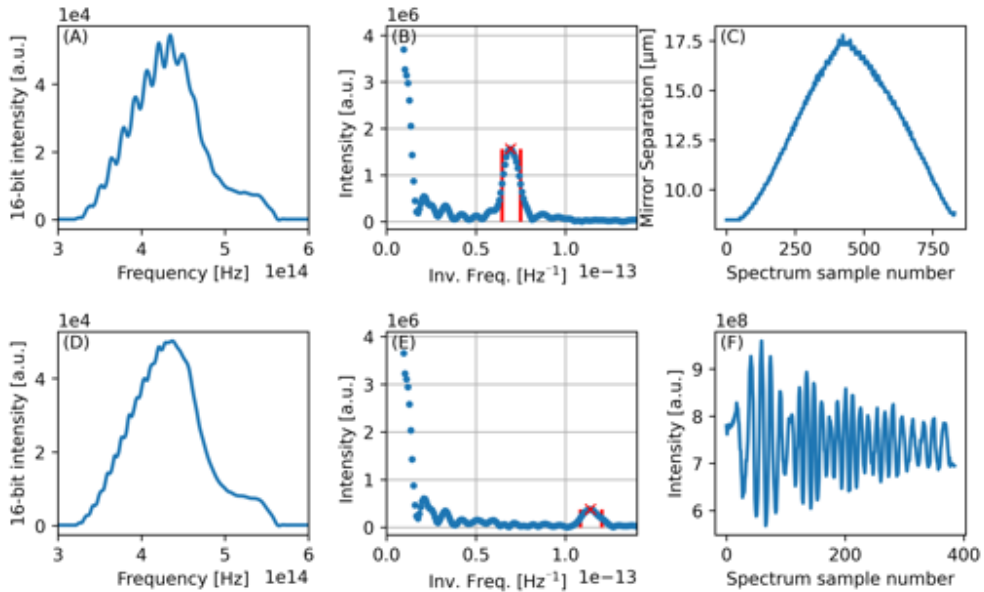 1e4
(A)
16-bit intensity [a.u.]
4
2
0
3 4 5 6
Frequency [Hz] 1e14
1e6
(B)
Intensity [a.u.]
4
3
2
1
0
0.0 0.5 1.0
Inv. Freq. [Hz⁻¹] 1e−13
(C)
Mirror Separation [μm]
17.5
15.0
12.5
10.0
0 250 500 750
Spectrum sample number
1e4
(D)
16-bit intensity [a.u.]
4
2
0
3 4 5 6
Frequency [Hz] 1e14
1e6
(E)
Intensity [a.u.]
4
3
2
1
0
0.0 0.5 1.0
Inv. Freq. [Hz⁻¹] 1e−13
1e8
(F)
Intensity [a.u.]
9
8
7
6
0 200 400
Spectrum sample number